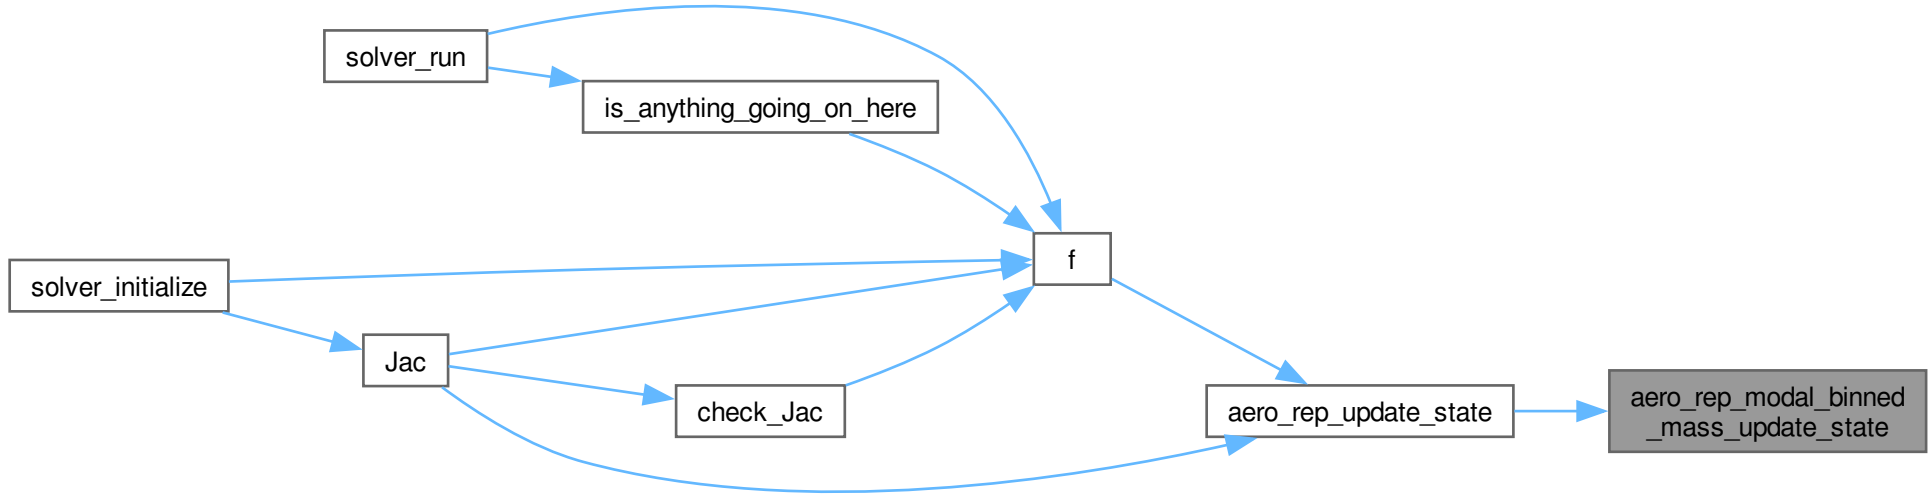 solver_run
is_anything_going_on_here
f
solver_initialize
Jac
check_Jac
aero_rep_update_state
aero_rep_modal_binned
_mass_update_state